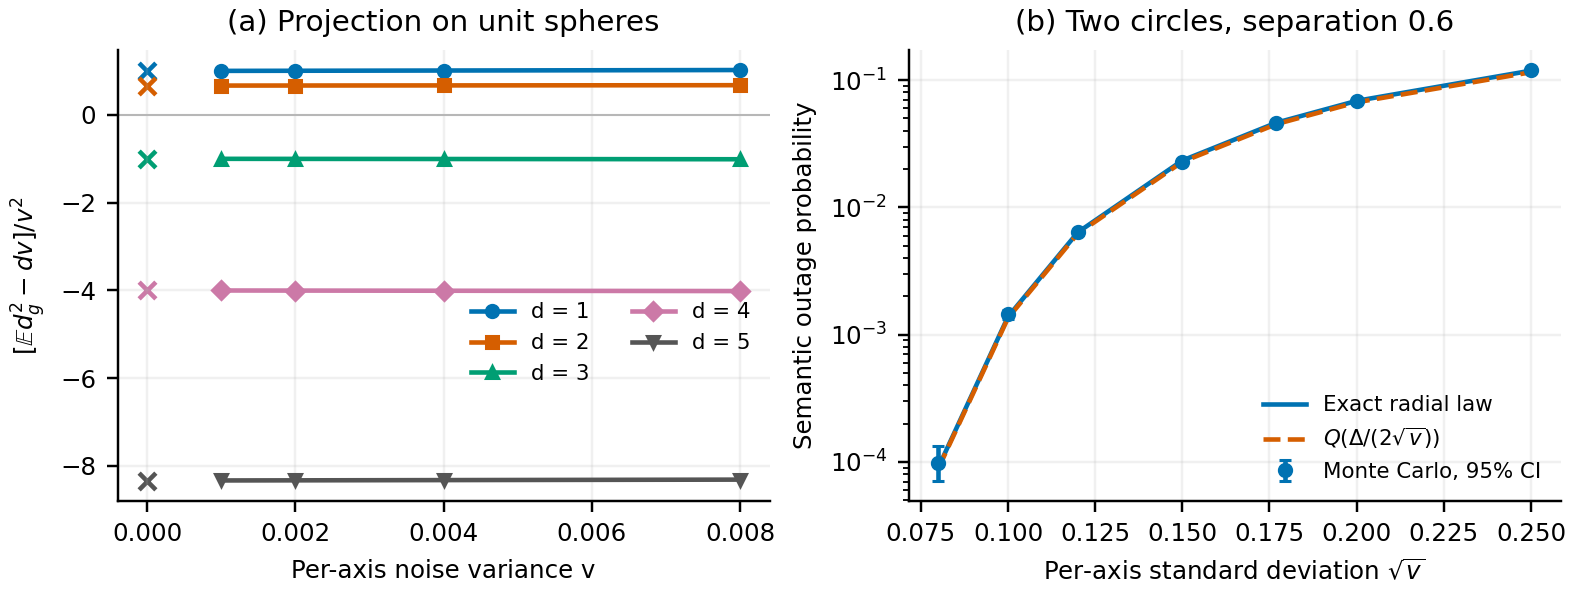 (a) Projection on unit spheres
[𝔼d_g^2 − dv]/v^2
0
−2
−4
−6
−8
d = 1
d = 2
d = 3
d = 4
d = 5
0.000
0.002
0.004
0.006
0.008
Per-axis noise variance v
(b) Two circles, separation 0.6
Semantic outage probability
10^−1
10^−2
10^−3
10^−4
Exact radial law
Q(Δ/(2√v))
Monte Carlo, 95% CI
0.075
0.100
0.125
0.150
0.175
0.200
0.225
0.250
Per-axis standard deviation √v